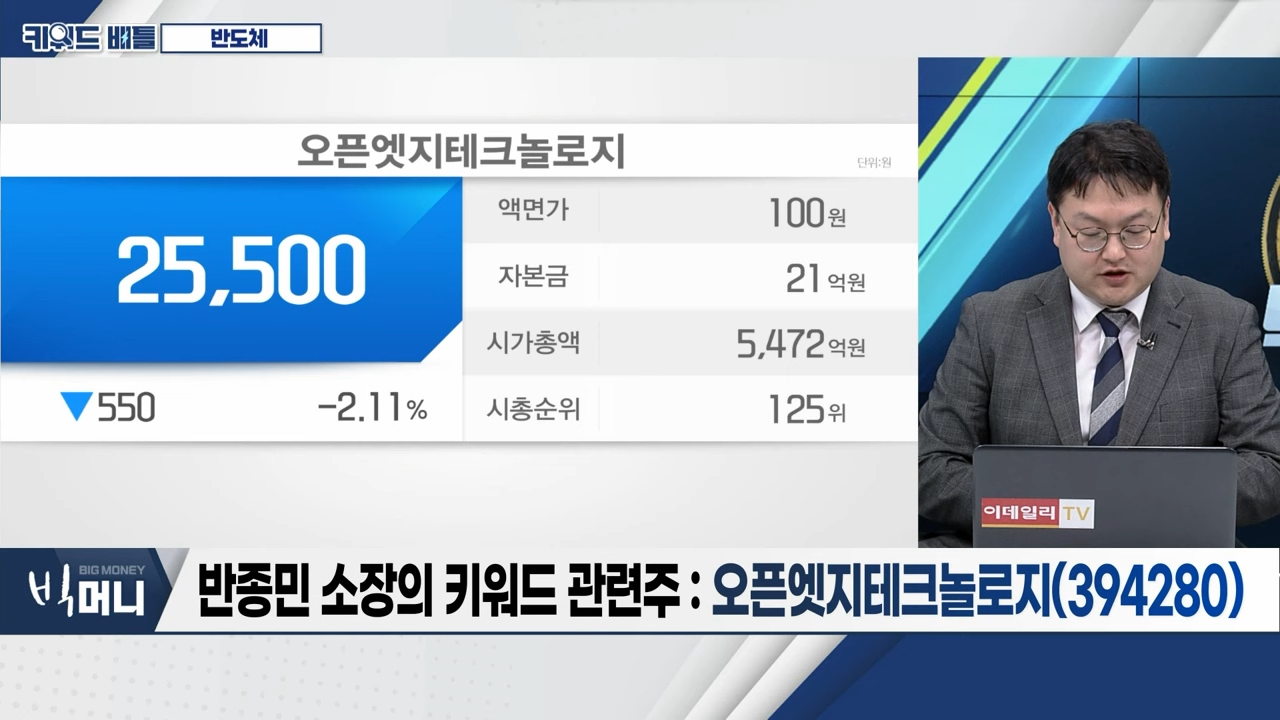 키워드 배틀 반도체
오픈엣지테크놀로지
단위:원
25,500
▼550 -2.11%
액면가 100원
자본금 21억원
시가총액 5,472억원
시총순위 125위
이데일리TV
BIG MONEY
빅머니
반종민 소장의 키워드 관련주 : 오픈엣지테크놀로지(394280)